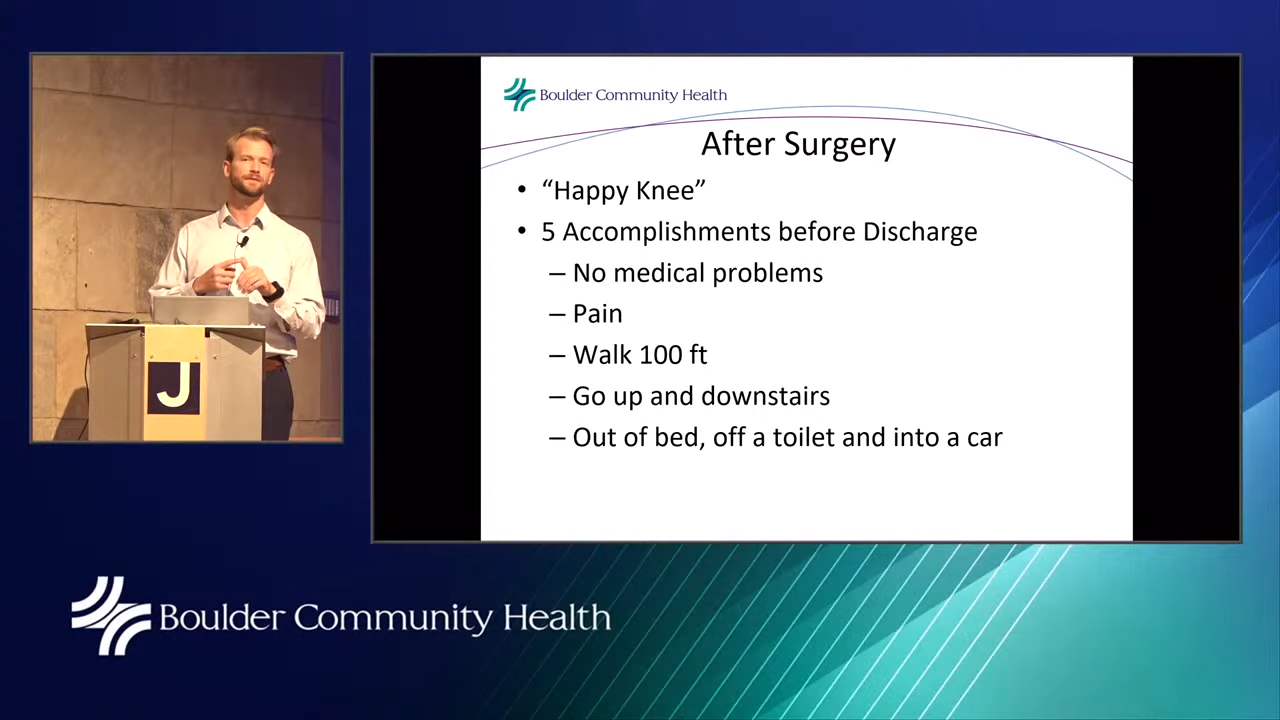 Boulder Community Health
After Surgery
• “Happy Knee”
• 5 Accomplishments before Discharge
– No medical problems
– Pain
– Walk 100 ft
– Go up and downstairs
– Out of bed, off a toilet and into a car
J
Boulder Community Health